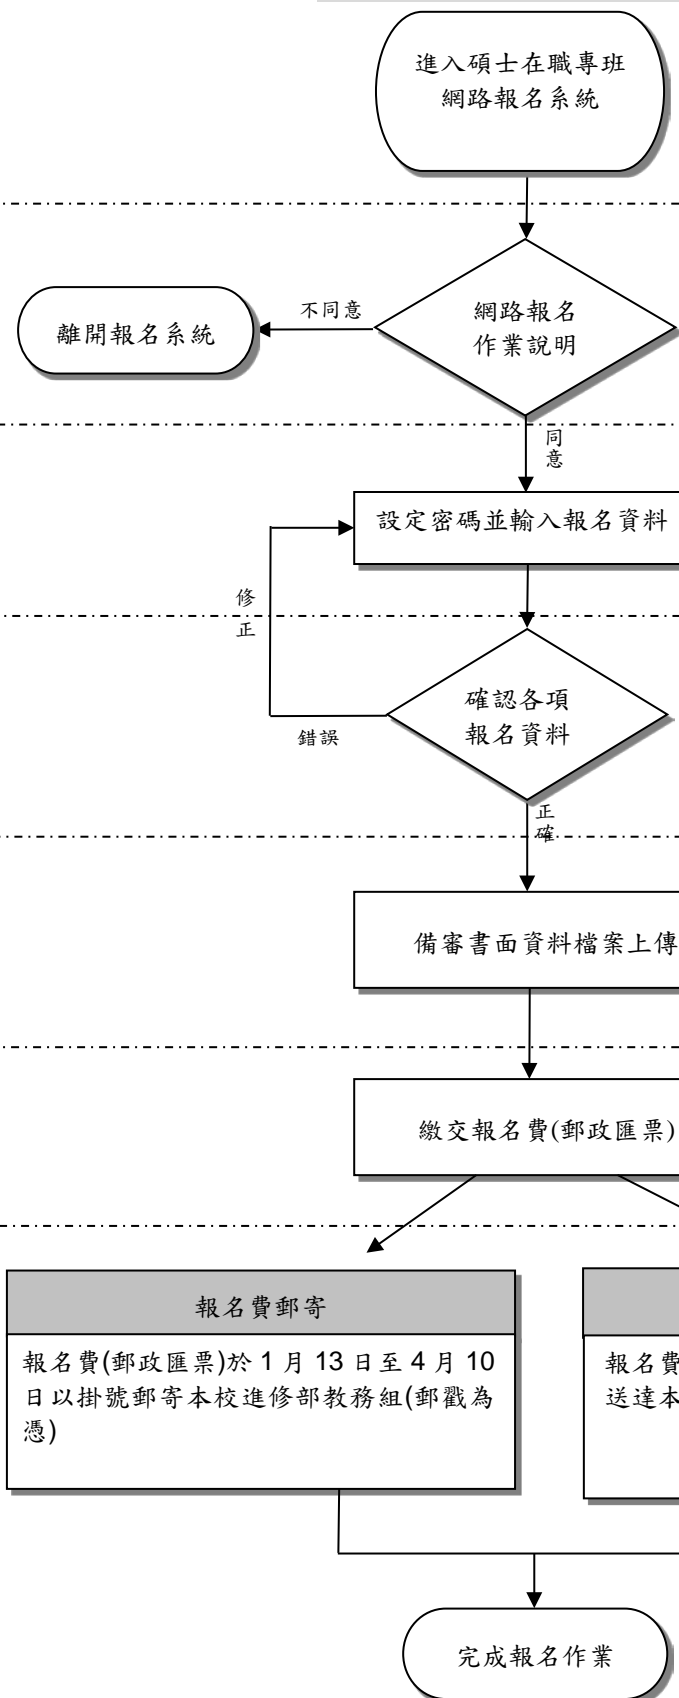 進入碩士在職專班
網路報名系統
不同意
網路報名
作業說明
離開報名系統
同
意
設定密碼並輸入報名資料
修
正
確認各項
報名資料
錯誤
正
確
備審書面資料檔案上傳
繳交報名費(郵政匯票)
報名費郵寄
報名費(郵政匯票)於 1 月 13 日至 4 月 10
日以掛號郵寄本校進修部教務組(郵戳為
憑)
報名費
送達本
完成報名作業